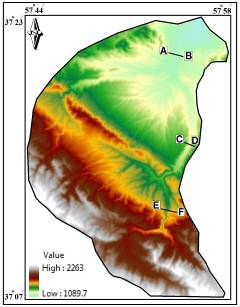 57 44
57 58
37 23
A
B
C
D
E
F
Value
High : 2263
Low : 1089.7
37 07